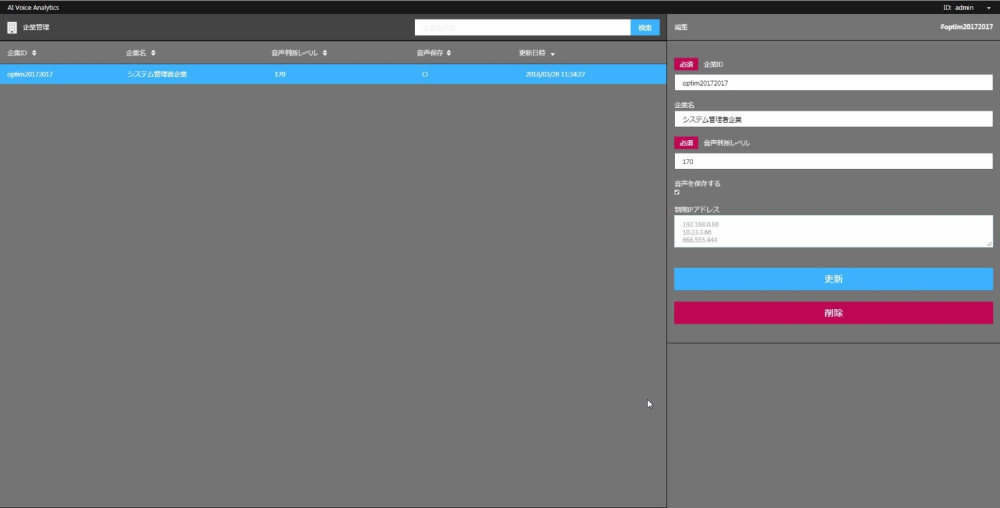 AI Voice Analytics
ID: admin
企業管理
企業名検索
検索
編集
#optim20172017
企業ID 企業名 音声判断レベル 音声保存 更新日時
optim20172017 システム管理者企業 170 ○ 2018/03/28 11:34:27
必須 企業ID
optim20172017
企業名
システム管理者企業
必須 音声判断レベル
170
音声を保存する
制限IPアドレス
192.168.0.88
10.23.3.66
666.555.444
更新
削除